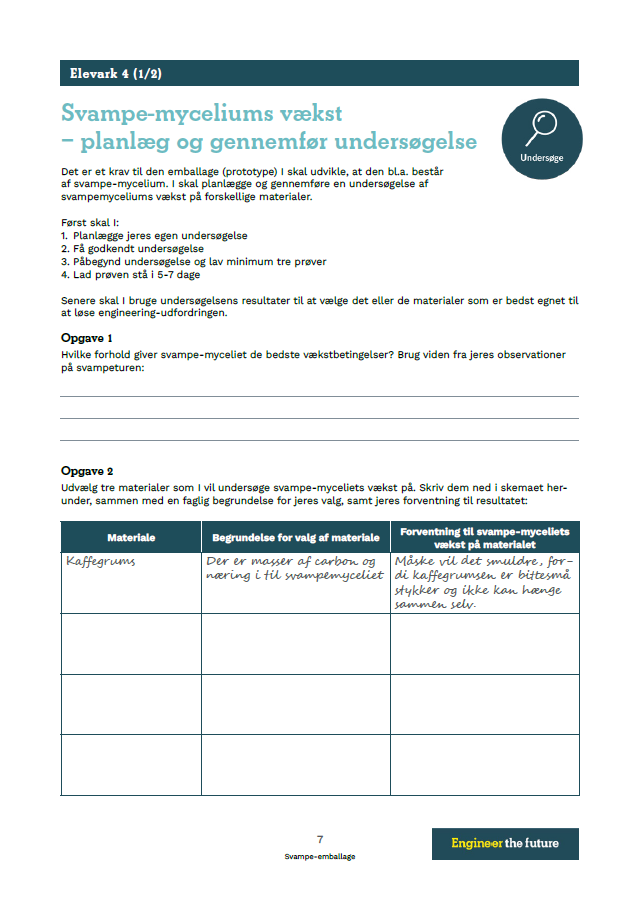 Elevark 4 (1/2)
Svampe-myceliums vækst
– planlæg og gennemfør undersøgelse
Undersøge
Det er et krav til den emballage (prototype) I skal udvikle, at den bl.a. består
af svampe-mycelium. I skal planlægge og gennemføre en undersøgelse af
svampemyceliums vækst på forskellige materialer.
Først skal I:
1. Planlægge jeres egen undersøgelse
2. Få godkendt undersøgelse
3. Påbegynd undersøgelse og lav minimum tre prøver
4. Lad prøven stå i 5-7 dage
Senere skal I bruge undersøgelsens resultater til at vælge det eller de materialer som er bedst egnet til
at løse engineering-udfordringen.
Opgave 1
Hvilke forhold giver svampe-myceliet de bedste vækstbetingelser? Brug viden fra jeres observationer
på svampeturen:
Opgave 2
Udvælg tre materialer som I vil undersøge svampe-myceliets vækst på. Skriv dem ned i skemaet her-
under, sammen med en faglig begrundelse for jeres valg, samt jeres forventning til resultatet:
Materiale
Begrundelse for valg af materiale
Forventning til svampe-myceliets
vækst på materialet
Kaffegrums
Der er masser af carbon og
næring i til svampemyceliet
Måske vil det smuldre, for-
di kaffegrumsen er bittesmå
stykker og ikke kan hænge
sammen selv.
7
Svampe-emballage
Engineer the future